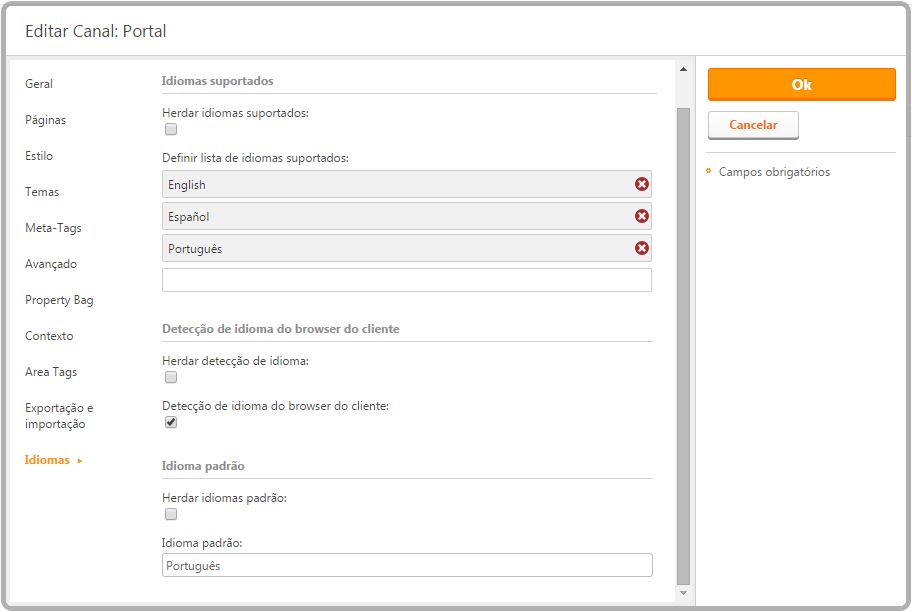 Editar Canal: Portal
Geral
Páginas
Estilo
Temas
Meta-Tags
Avançado
Property Bag
Contexto
Area Tags
Exportação e
importação
Idiomas
Idiomas suportados
Herdar idiomas suportados:
Definir lista de idiomas suportados:
English
Español
Português
Detecção de idioma do browser do cliente
Herdar detecção de idioma:
Detecção de idioma do browser do cliente:
Idioma padrão
Herdar idiomas padrão:
Idioma padrão:
Português
Ok
Cancelar
Campos obrigatórios